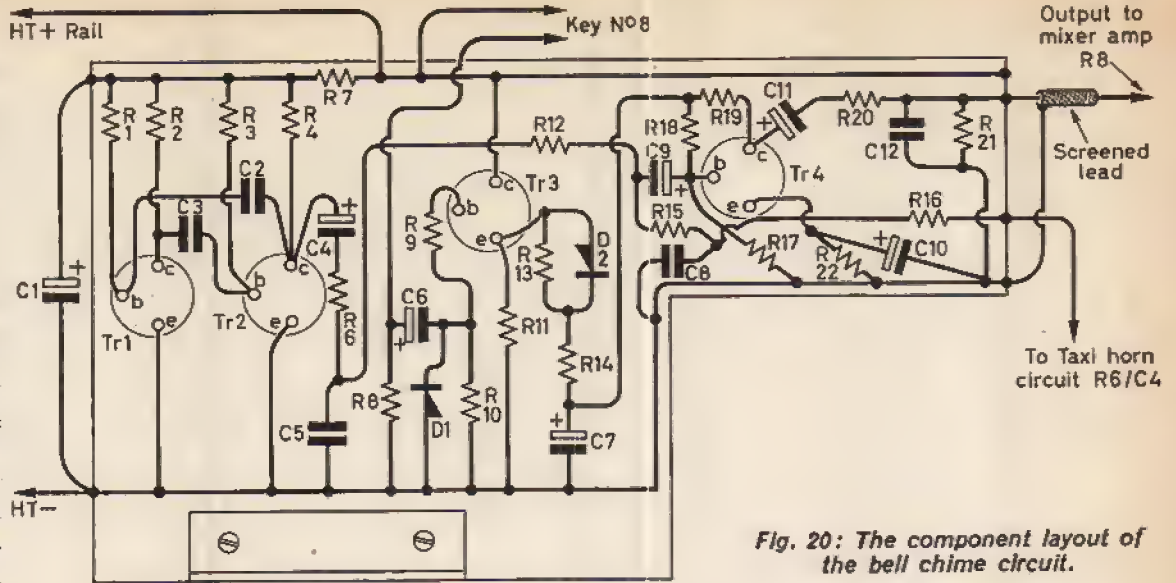 HT+ Rail
Key Nº8
Output to
mixer amp
R8
R7
R1
R2
R3
R4
C2
C3
C4
C1
Tr1
Tr2
b
c
e
b
c
e
R6
C5
R8
C6
D1
R10
R9
Tr3
b
c
e
R11
R13
D2
R14
C7
R12
R18
R19
C9
C11
R20
C12
R21
Tr4
b
c
e
R15
C8
R17
R22
C10
R16
Screened
lead
To Taxi horn
circuit R6/C4
HT–
Fig. 20: The component layout of
the bell chime circuit.